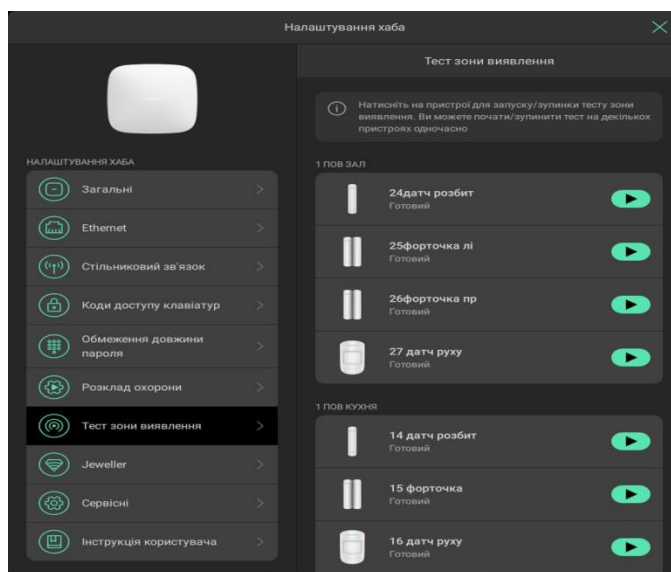 Налаштування хаба
НАЛАШТУВАННЯ ХАБА
Загальні
Ethernet
Стільниковий зв'язок
Коди доступу клавіатур
Обмеження довжини
пароля
Розклад охорони
Тест зони виявлення
Jeweller
Сервісні
Інструкція користувача
Тест зони виявлення
Натисніть на пристрої для запуску/зупинки тесту зони
виявлення. Ви можете почати/зупинити тест на декількох
пристроях одночасно
1 ПОВ ЗАЛ
24датч розбит
Готовий
25форточка лі
Готовий
26форточка пр
Готовий
27 датч руху
Готовий
1 ПОВ КУХНЯ
14 датч розбит
Готовий
15 форточка
Готовий
16 датч руху
Готовий